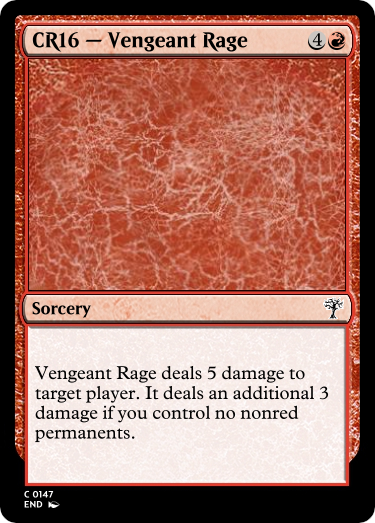 CR16 — Vengeant Rage 4
Sorcery
Vengeant Rage deals 5 damage to
target player. It deals an additional 3
damage if you control no nonred
permanents.
C 0147
END